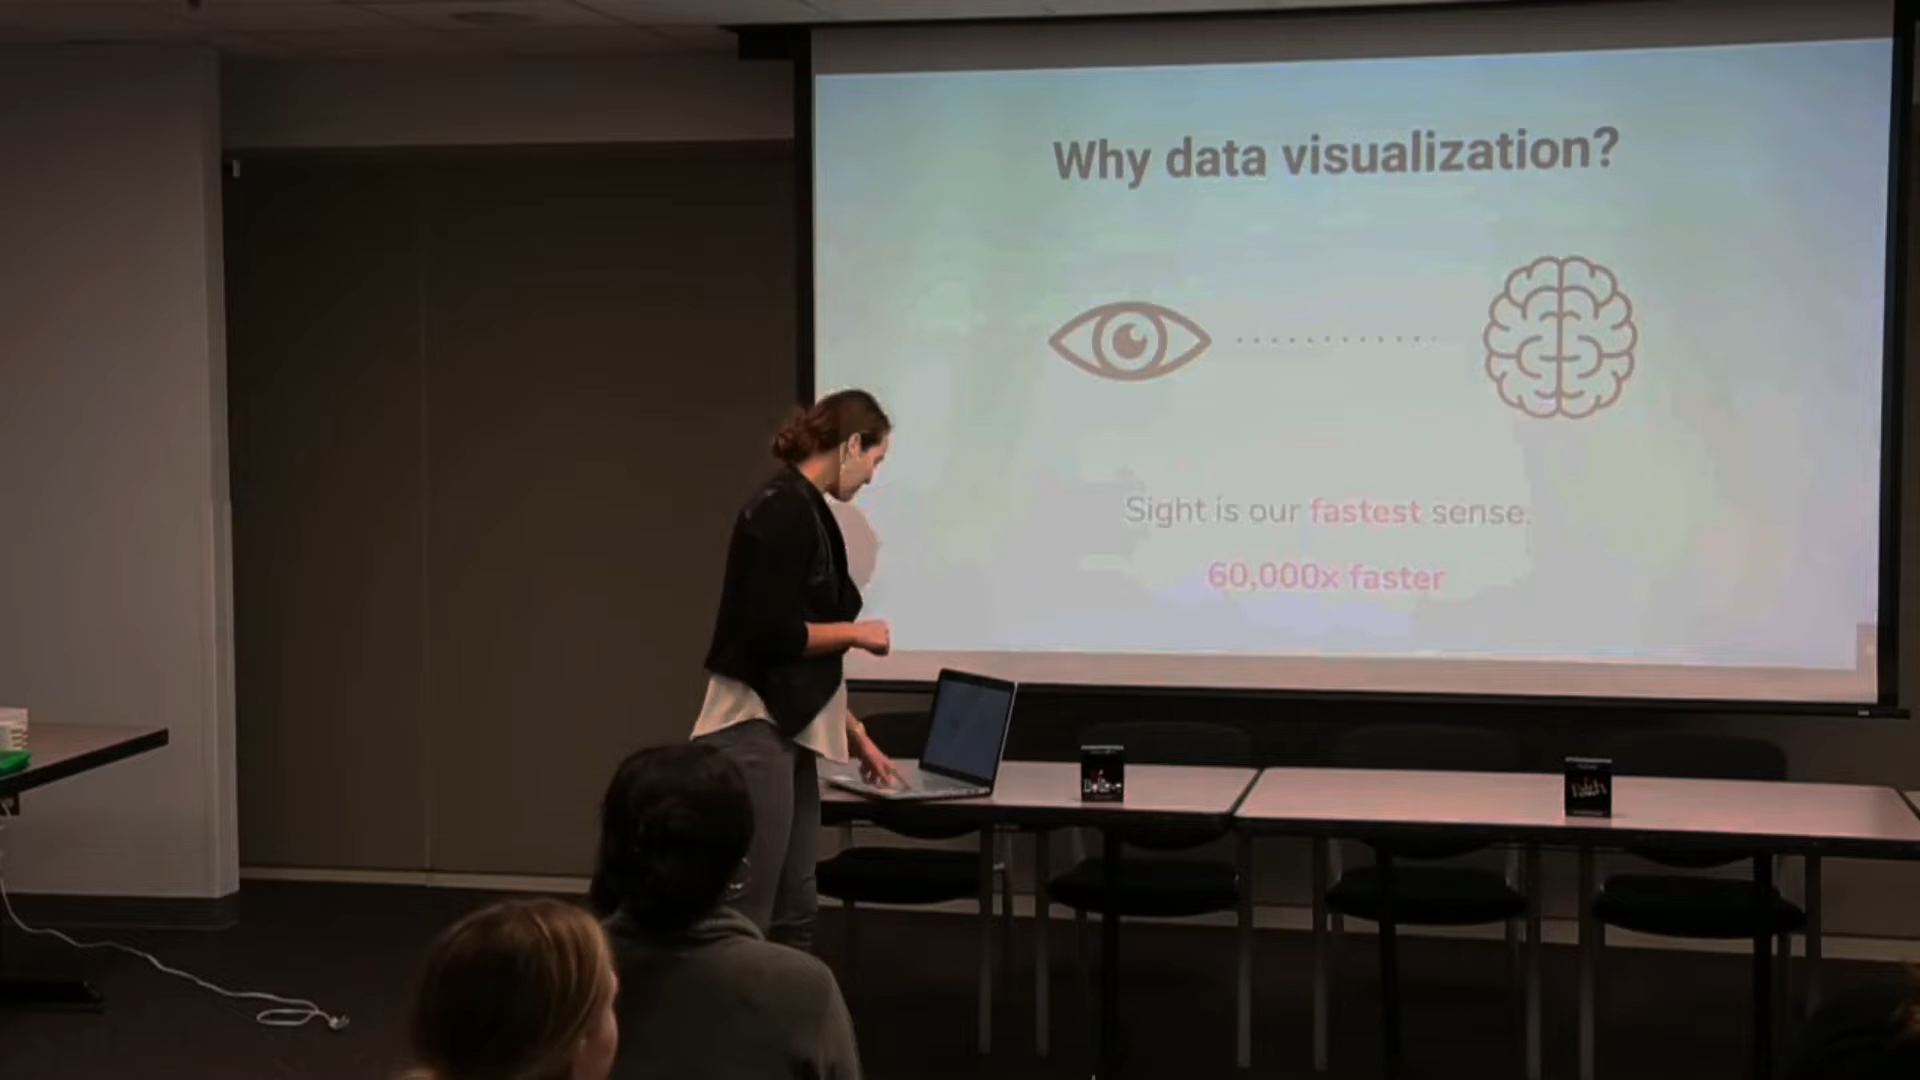 Why data visualization?
Sight is our fastest sense.
60,000x faster